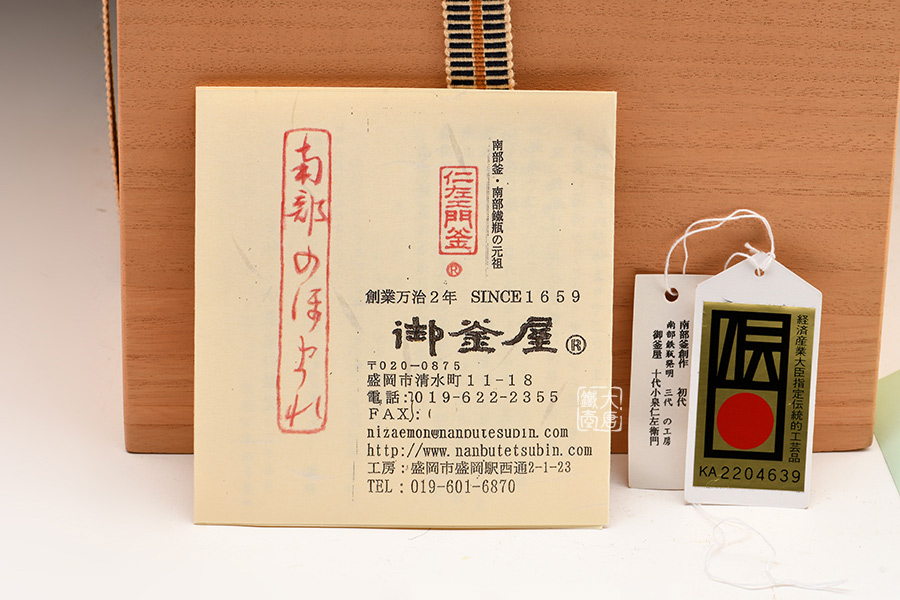 南部のほまれ
南部釜・南部鐵瓶の元祖
仁左エ門釜
®
創業万治2年 SINCE1659
御釜屋®
〒020-0875
盛岡市清水町11-18
電話:019-622-2355
FAX:
nizaemon@nanbutetsubin.com
http://www.nanbutetsubin.com
工房:盛岡市盛岡駅西通2-1-23
TEL:019-601-6870
大唐
鐵齋
南部釜創作 初代
南部鉄瓶発明 三代 の工房
御釜屋 十代小泉仁左衛門
経済産業大臣指定伝統的工芸品
伝
KA2204639